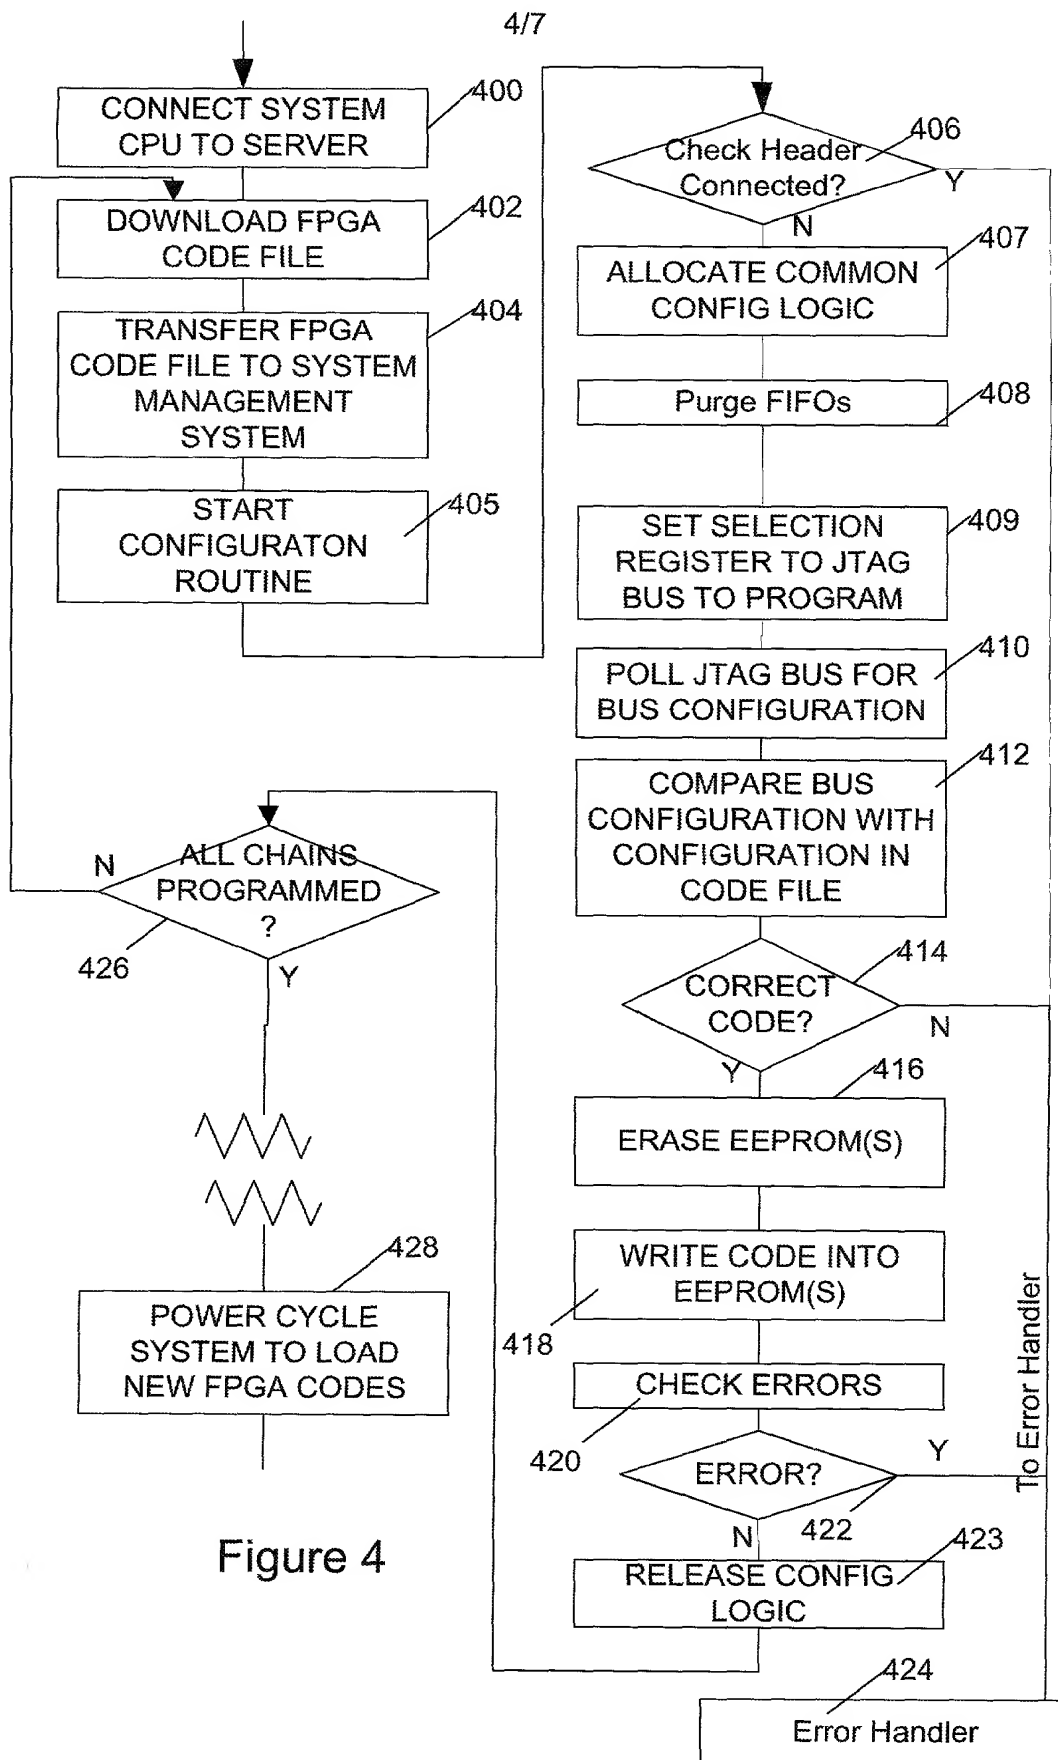 4/7
CONNECT SYSTEM
CPU TO SERVER
400
DOWNLOAD FPGA
CODE FILE
402
TRANSFER FPGA
CODE FILE TO SYSTEM
MANAGEMENT
SYSTEM
404
START
CONFIGURATON
ROUTINE
405
Check Header
Connected?
406
Y
N
ALLOCATE COMMON
CONFIG LOGIC
407
Purge FIFOs
408
SET SELECTION
REGISTER TO JTAG
BUS TO PROGRAM
409
POLL JTAG BUS FOR
BUS CONFIGURATION
410
COMPARE BUS
CONFIGURATION WITH
CONFIGURATION IN
CODE FILE
412
CORRECT
CODE?
414
N
Y
ERASE EEPROM(S)
416
WRITE CODE INTO
EEPROM(S)
418
CHECK ERRORS
420
ERROR?
422
Y
N
RELEASE CONFIG
LOGIC
423
To Error Handler
424
Error Handler
ALL CHAINS
PROGRAMMED
?
426
N
Y
POWER CYCLE
SYSTEM TO LOAD
NEW FPGA CODES
428
Figure 4